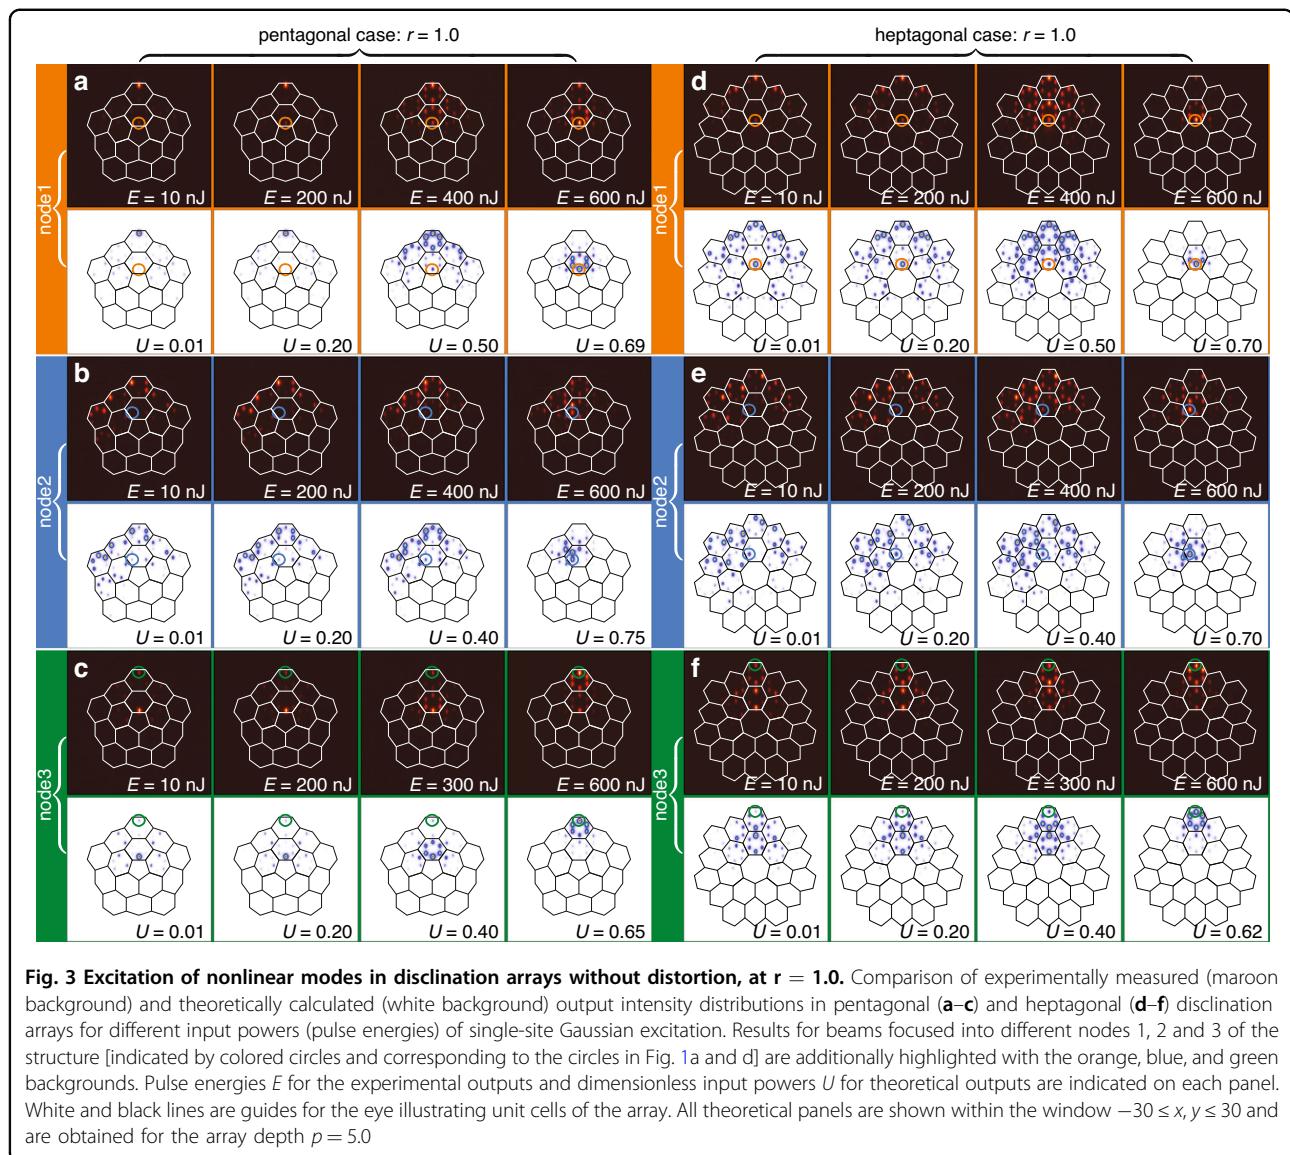 pentagonal case: r = 1.0
heptagonal case: r = 1.0
node1
a
E = 10 nJ
E = 200 nJ
E = 400 nJ
E = 600 nJ
U = 0.01
U = 0.20
U = 0.50
U = 0.69
node1
d
E = 10 nJ
E = 200 nJ
E = 400 nJ
E = 600 nJ
U = 0.01
U = 0.20
U = 0.50
U = 0.70
node2
b
E = 10 nJ
E = 200 nJ
E = 400 nJ
E = 600 nJ
U = 0.01
U = 0.20
U = 0.40
U = 0.75
node2
e
E = 10 nJ
E = 200 nJ
E = 400 nJ
E = 600 nJ
U = 0.01
U = 0.20
U = 0.40
U = 0.70
node3
c
E = 10 nJ
E = 200 nJ
E = 300 nJ
E = 600 nJ
U = 0.01
U = 0.20
U = 0.40
U = 0.65
node3
f
E = 10 nJ
E = 200 nJ
E = 300 nJ
E = 600 nJ
U = 0.01
U = 0.20
U = 0.40
U = 0.62
Fig. 3 Excitation of nonlinear modes in disclination arrays without distortion, at r = 1.0. Comparison of experimentally measured (maroon
background) and theoretically calculated (white background) output intensity distributions in pentagonal (a–c) and heptagonal (d–f) disclination
arrays for different input powers (pulse energies) of single-site Gaussian excitation. Results for beams focused into different nodes 1, 2 and 3 of the
structure [indicated by colored circles and corresponding to the circles in Fig. 1a and d] are additionally highlighted with the orange, blue, and green
backgrounds. Pulse energies E for the experimental outputs and dimensionless input powers U for theoretical outputs are indicated on each panel.
White and black lines are guides for the eye illustrating unit cells of the array. All theoretical panels are shown within the window −30 ≤ x, y ≤ 30 and
are obtained for the array depth p = 5.0